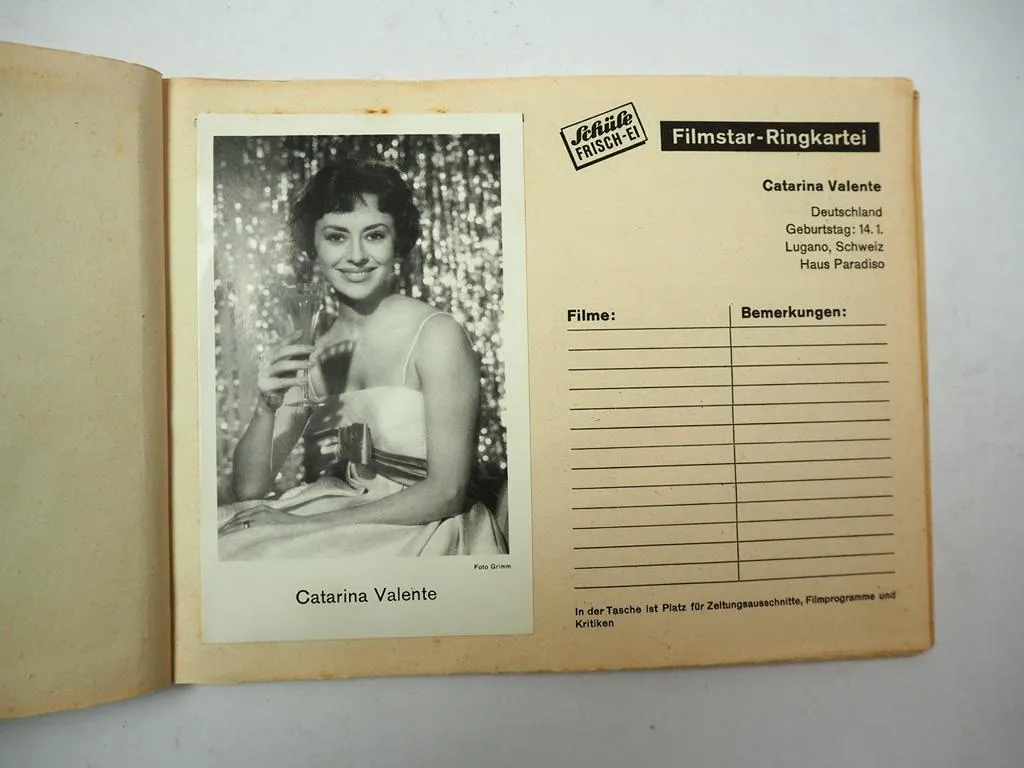 Foto Grimm
Catarina Valente
Schüle
FRISCH-EI
Filmstar-Ringkartei
Catarina Valente
Deutschland
Geburtstag: 14.1.
Lugano, Schweiz
Haus Paradiso
Filme:
Bemerkungen:
In der Tasche ist Platz für Zeitungsausschnitte, Filmprogramme und
Kritiken